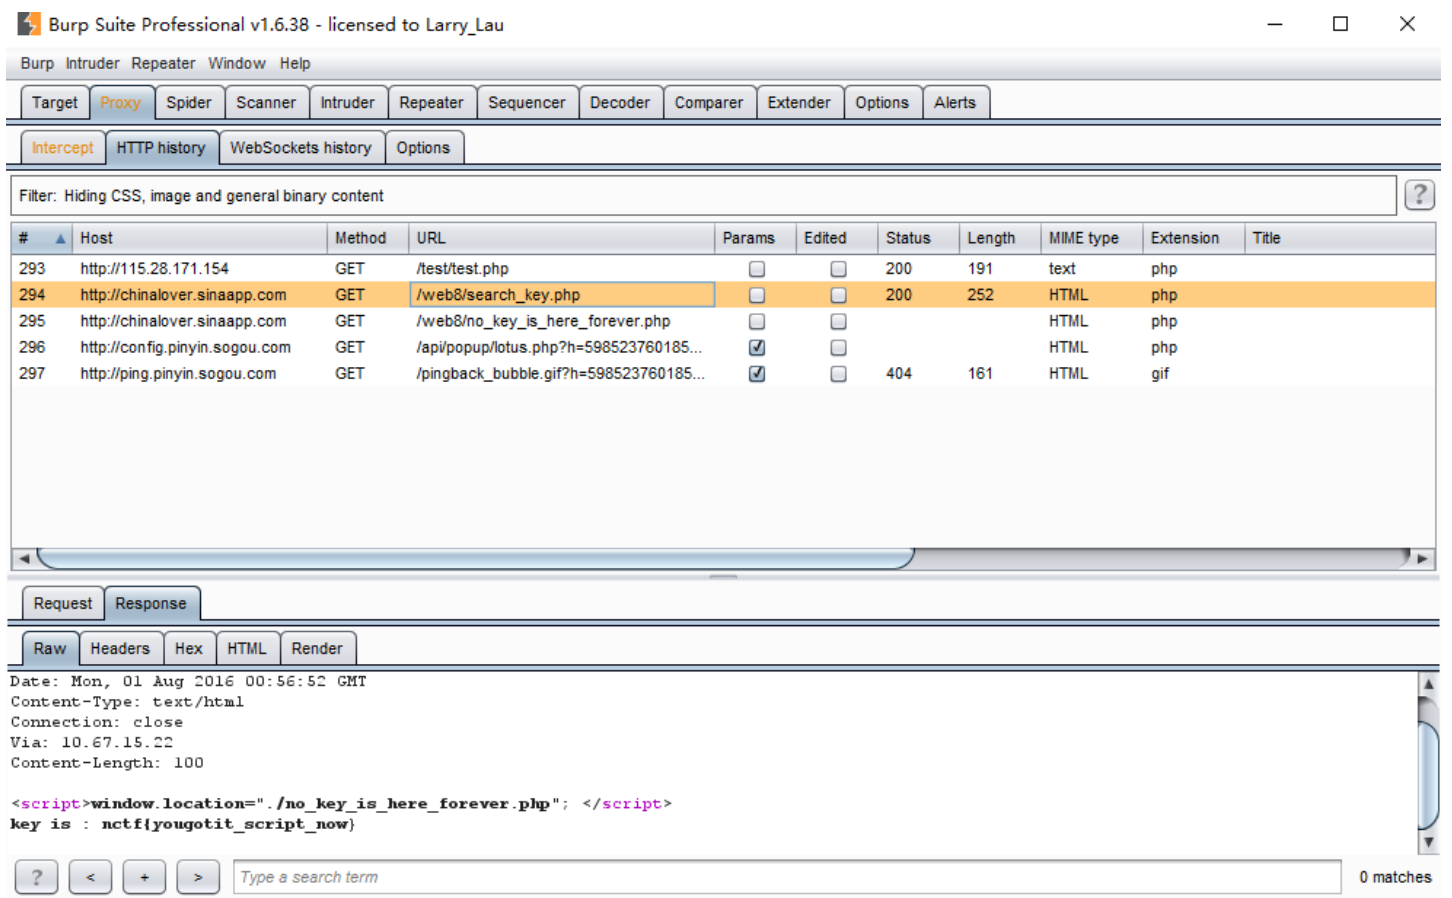 Burp Suite Professional v1.6.38 - licensed to Larry_Lau
Burp Intruder Repeater Window Help
Target Proxy Spider Scanner Intruder Repeater Sequencer Decoder Comparer Extender Options Alerts
Intercept HTTP history WebSockets history Options
Filter: Hiding CSS, image and general binary content ?
# Host Method URL Params Edited Status Length MIME type Extension Title
293 http://115.28.171.154 GET /test/test.php 200 191 text php
294 http://chinalover.sinaapp.com GET /web8/search_key.php 200 252 HTML php
295 http://chinalover.sinaapp.com GET /web8/no_key_is_here_forever.php HTML php
296 http://config.pinyin.sogou.com GET /api/popup/lotus.php?h=598523760185... HTML php
297 http://ping.pinyin.sogou.com GET /pingback_bubble.gif?h=598523760185... 404 161 HTML gif
Request Response
Raw Headers Hex HTML Render
Date: Mon, 01 Aug 2016 00:56:52 GMT
Content-Type: text/html
Connection: close
Via: 10.67.15.22
Content-Length: 100
<script>window.location="./no_key_is_here_forever.php"; </script>
key is : nctf{yougotit_script_now}
? < + > Type a search term 0 matches